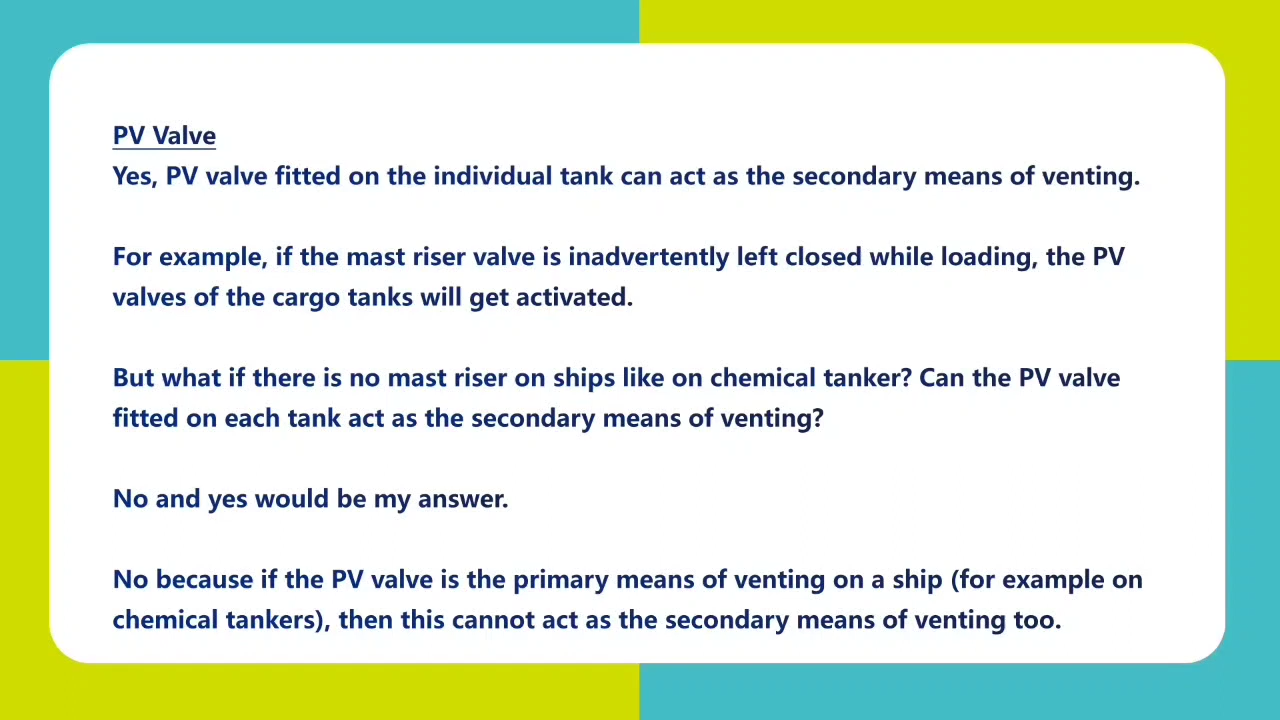 PV Valve
Yes, PV valve fitted on the individual tank can act as the secondary means of venting.
For example, if the mast riser valve is inadvertently left closed while loading, the PV
valves of the cargo tanks will get activated.
But what if there is no mast riser on ships like on chemical tanker? Can the PV valve
fitted on each tank act as the secondary means of venting?
No and yes would be my answer.
No because if the PV valve is the primary means of venting on a ship (for example on
chemical tankers), then this cannot act as the secondary means of venting too.